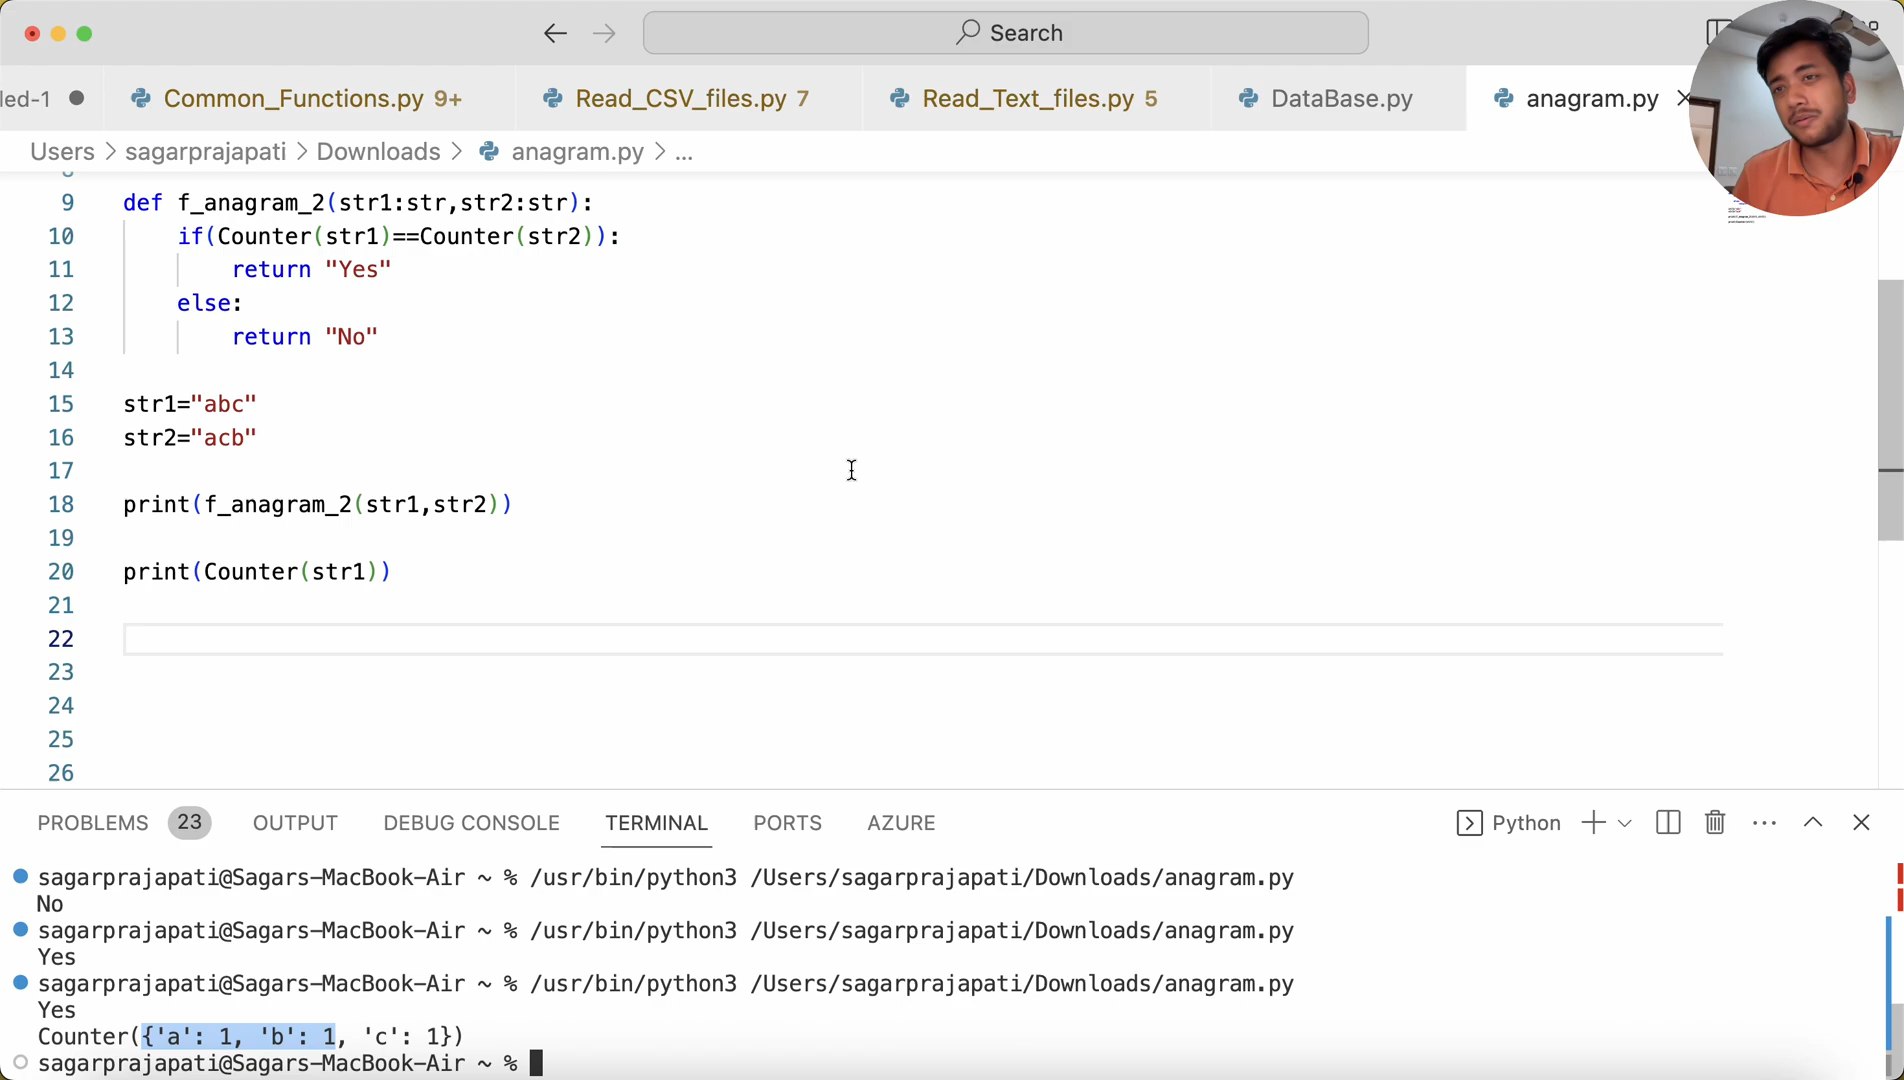 Search
led-1
Common_Functions.py 9+
Read_CSV_files.py 7
Read_Text_files.py 5
DataBase.py
anagram.py
Users > sagarprajapati > Downloads > anagram.py > ...
9 def f_anagram_2(str1:str,str2:str):
10 if(Counter(str1)==Counter(str2)):
11 return "Yes"
12 else:
13 return "No"
14
15 str1="abc"
16 str2="acb"
17
18 print(f_anagram_2(str1,str2))
19
20 print(Counter(str1))
21
22
23
24
25
26
PROBLEMS 23 OUTPUT DEBUG CONSOLE TERMINAL PORTS AZURE Python
sagarprajapati@Sagars-MacBook-Air ~ % /usr/bin/python3 /Users/sagarprajapati/Downloads/anagram.py
No
sagarprajapati@Sagars-MacBook-Air ~ % /usr/bin/python3 /Users/sagarprajapati/Downloads/anagram.py
Yes
sagarprajapati@Sagars-MacBook-Air ~ % /usr/bin/python3 /Users/sagarprajapati/Downloads/anagram.py
Yes
Counter({'a': 1, 'b': 1, 'c': 1})
sagarprajapati@Sagars-MacBook-Air ~ %